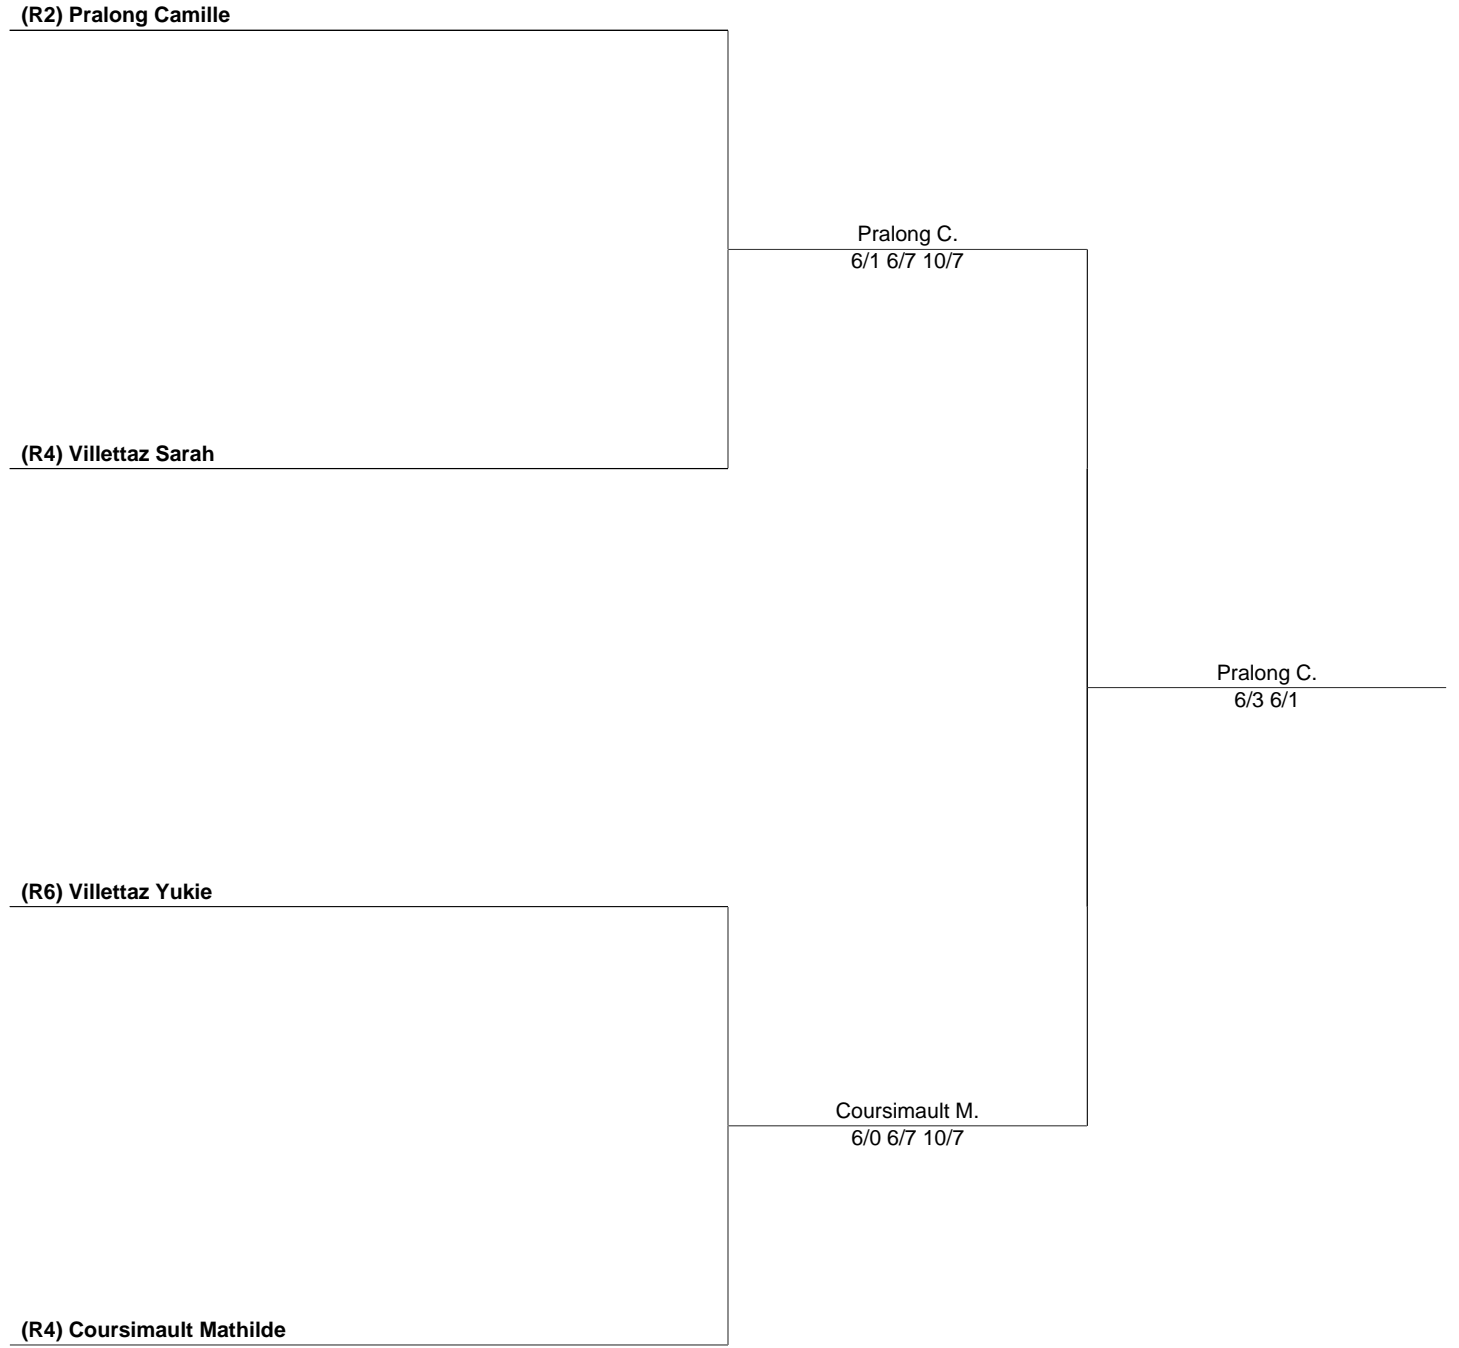 (R2) Pralong Camille
Pralong C.
6/1 6/7 10/7
(R4) Villettaz Sarah
Pralong C.
6/3 6/1
(R6) Villettaz Yukie
Coursimault M.
6/0 6/7 10/7
(R4) Coursimault Mathilde